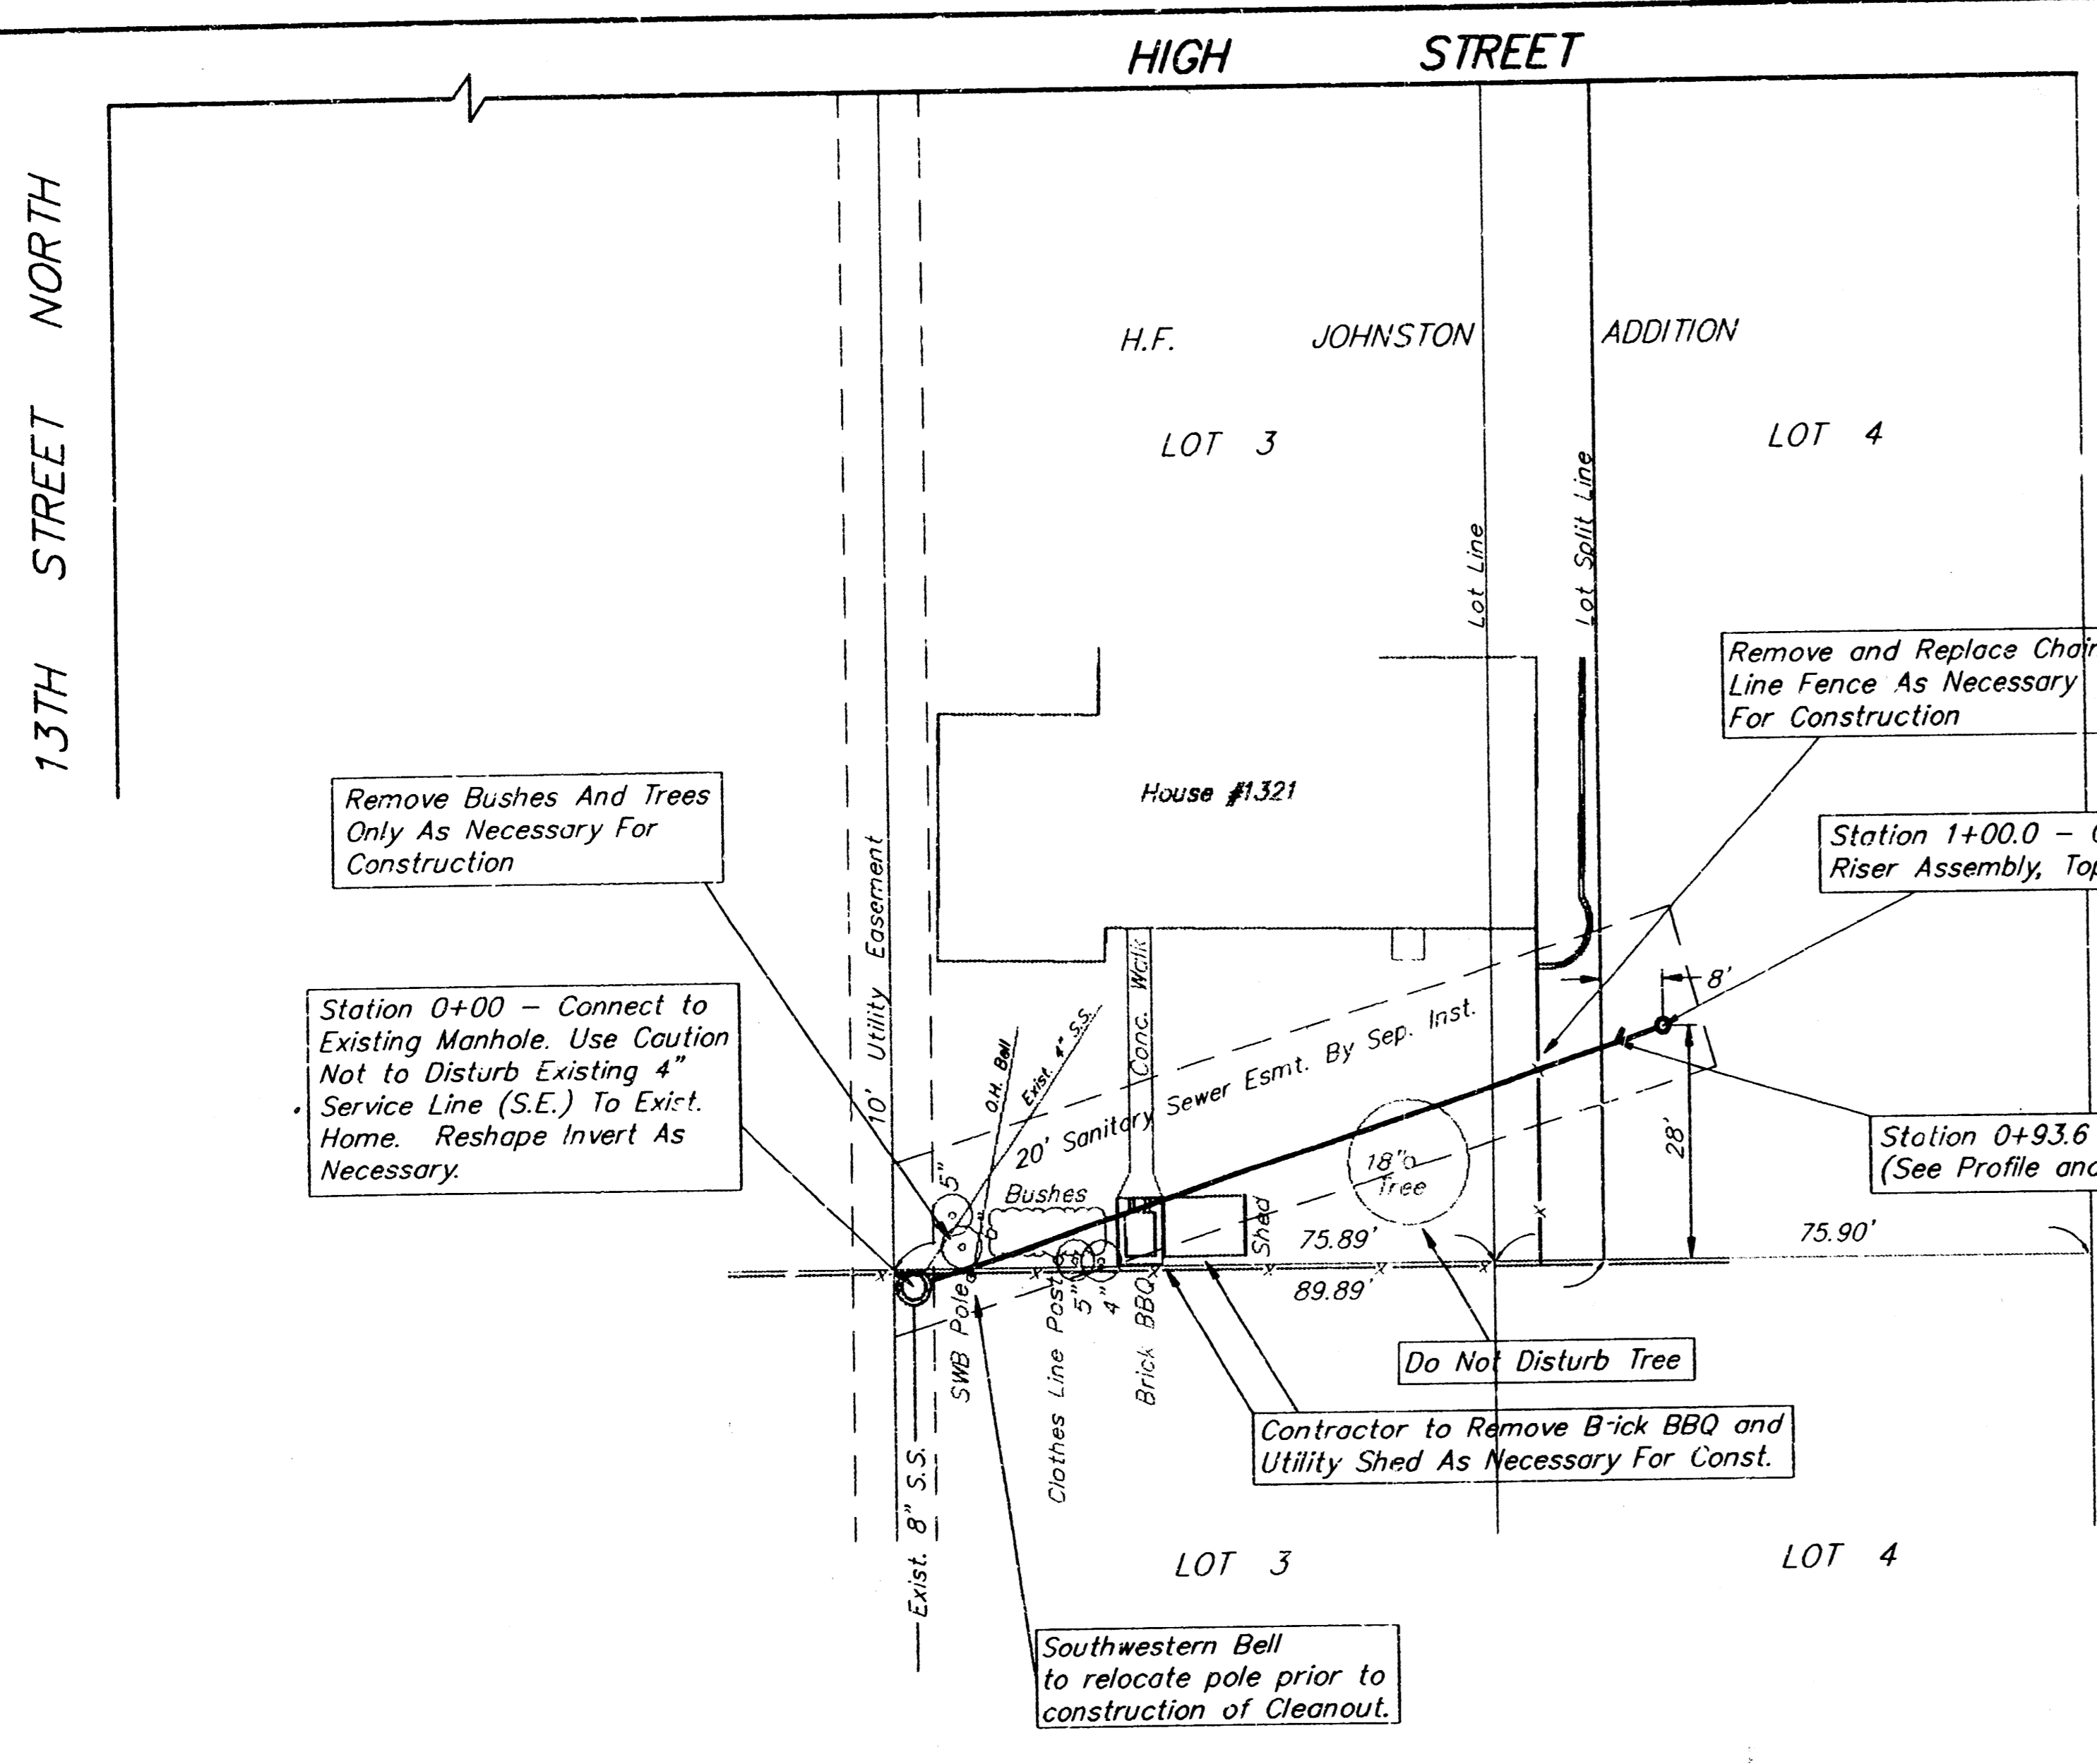 HIGH STREET
13TH STREET NORTH
H.F. JOHNSTON ADDITION
LOT 3
LOT 4
Lot Line
Lot Split Line
Remove and Replace Chain
Line Fence As Necessary
For Construction
House #1321
Remove Bushes And Trees
Only As Necessary For
Construction
Station 1+00.0 –
Riser Assembly, Top
10' Utility Easement
Station 0+00 – Connect to
Existing Manhole. Use Caution
Not to Disturb Existing 4"
Service Line (S.E.) To Exist.
Home. Reshape Invert As
Necessary.
O.H. Bell
Exist. 4" S.S.
Conc. Walk
20' Sanitary Sewer Esmt. By Sep. Inst.
8'
28'
Station 0+93.6
(See Profile and
5"
Bushes
18"
Tree
Shed
75.89'
75.90'
89.89'
SWB Pole
Clothes Line Post
5"
4"
Brick BBQ
Do Not Disturb Tree
Contractor to Remove B-ick BBQ and
Utility Shed As Necessary For Const.
Exist. 8" S.S.
LOT 3
LOT 4
Southwestern Bell
to relocate pole prior to
construction of Cleanout.